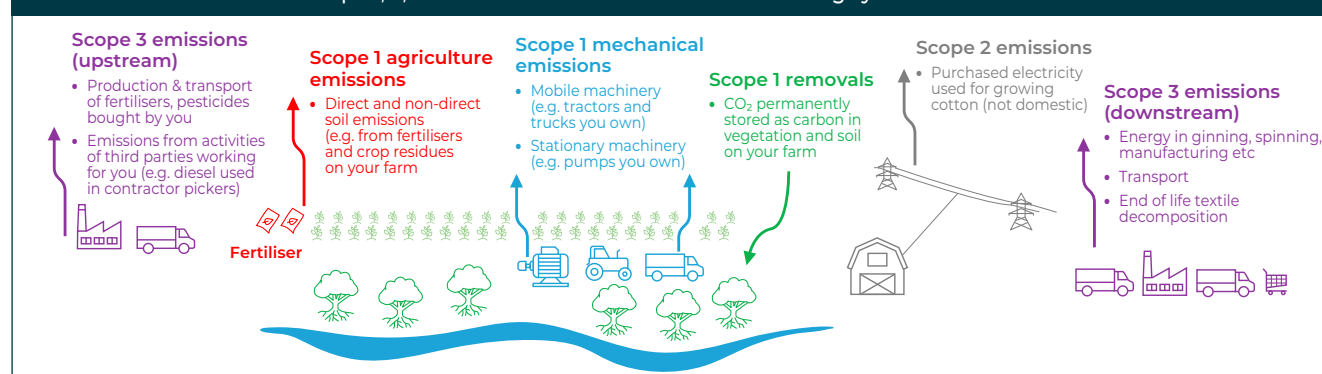 Scope 3 emissions
(upstream)
• Production & transport
of fertilisers, pesticides
bought by you
• Emissions from activities
of third parties working
for you (e.g. diesel used
in contractor pickers)
Scope 1 agriculture
emissions
• Direct and non-direct
soil emissions
(e.g. from fertilisers
and crop residues
on your farm
Fertiliser
Scope 1 mechanical
emissions
• Mobile machinery
(e.g. tractors and
trucks you own)
• Stationary machinery
(e.g. pumps you own)
Scope 1 removals
• CO₂ permanently
stored as carbon in
vegetation and soil
on your farm
Scope 2 emissions
• Purchased electricity
used for growing
cotton (not domestic)
Scope 3 emissions
(downstream)
• Energy in ginning, spinning,
manufacturing etc
• Transport
• End of life textile
decomposition